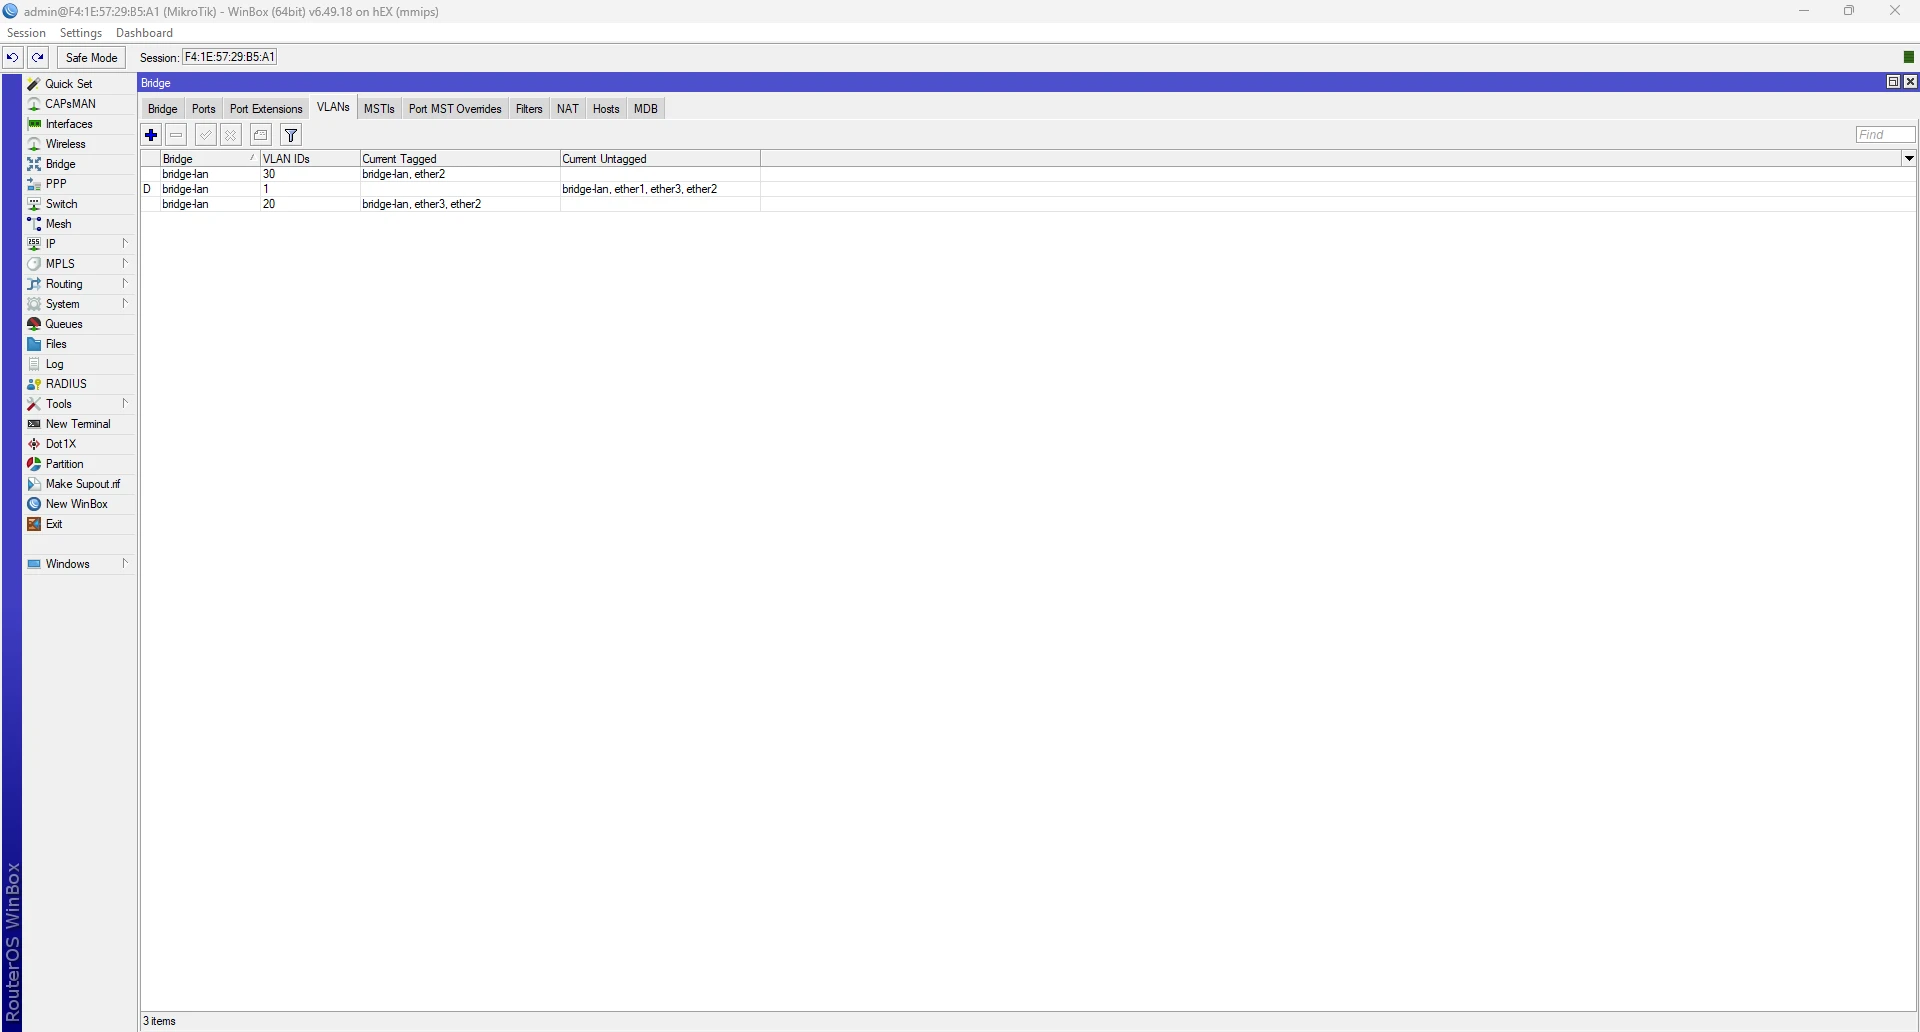 admin@F4:1E:57:29:B5:A1 (MikroTik) - WinBox (64bit) v6.49.18 on hEX (mmips)
Session Settings Dashboard
Safe Mode Session: F4:1E:57:29:B5:A1
Quick Set
CAPsMAN
Interfaces
Wireless
Bridge
PPP
Switch
Mesh
IP
MPLS
Routing
System
Queues
Files
Log
RADIUS
Tools
New Terminal
Dot1X
Partition
Make Supout.rif
New WinBox
Exit
Windows
RouterOS WinBox
Bridge
Bridge Ports Port Extensions VLANs MSTIs Port MST Overrides Filters NAT Hosts MDB
Find
Bridge VLAN IDs Current Tagged Current Untagged
bridge-lan 30 bridge-lan, ether2
D bridge-lan 1 bridge-lan, ether1, ether3, ether2
bridge-lan 20 bridge-lan, ether3, ether2
3 items